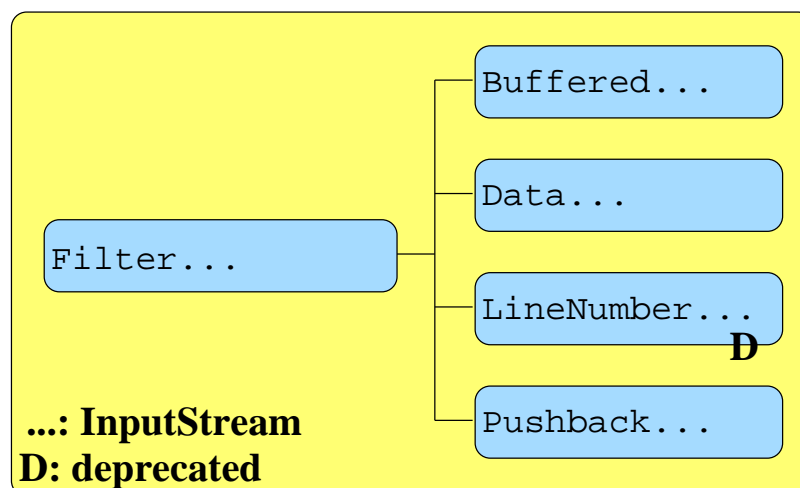 Buffered...
Data...
Filter...
LineNumber...
D
Pushback...
...: InputStream
D: deprecated